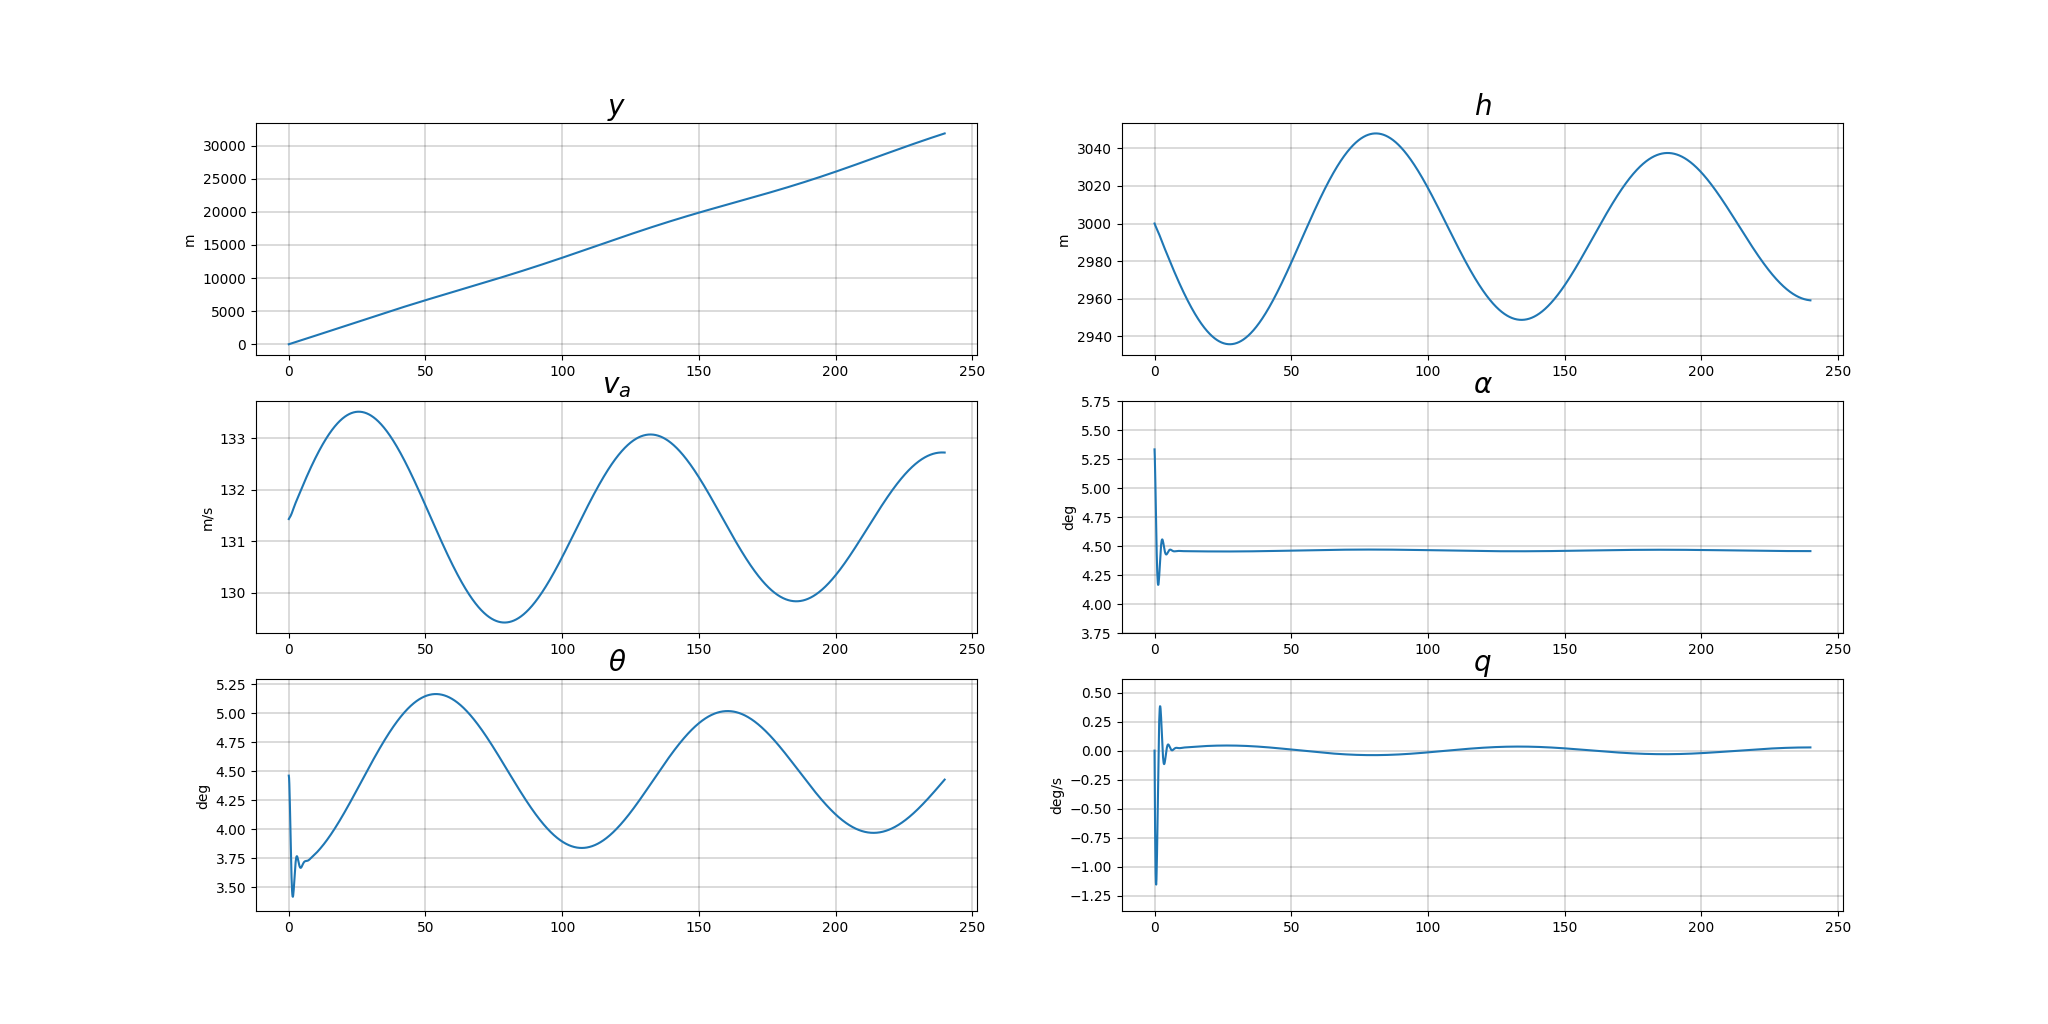 y
30000
25000
20000
15000
10000
5000
0
m
0 50 100 150 200 250
h
3040
3020
3000
2980
2960
2940
m
0 50 100 150 200 250
v_a
133
132
131
130
m/s
0 50 100 150 200 250
α
5.75
5.50
5.25
5.00
4.75
4.50
4.25
4.00
3.75
deg
0 50 100 150 200 250
θ
5.25
5.00
4.75
4.50
4.25
4.00
3.75
3.50
deg
0 50 100 150 200 250
q
0.50
0.25
0.00
−0.25
−0.50
−0.75
−1.00
−1.25
deg/s
0 50 100 150 200 250